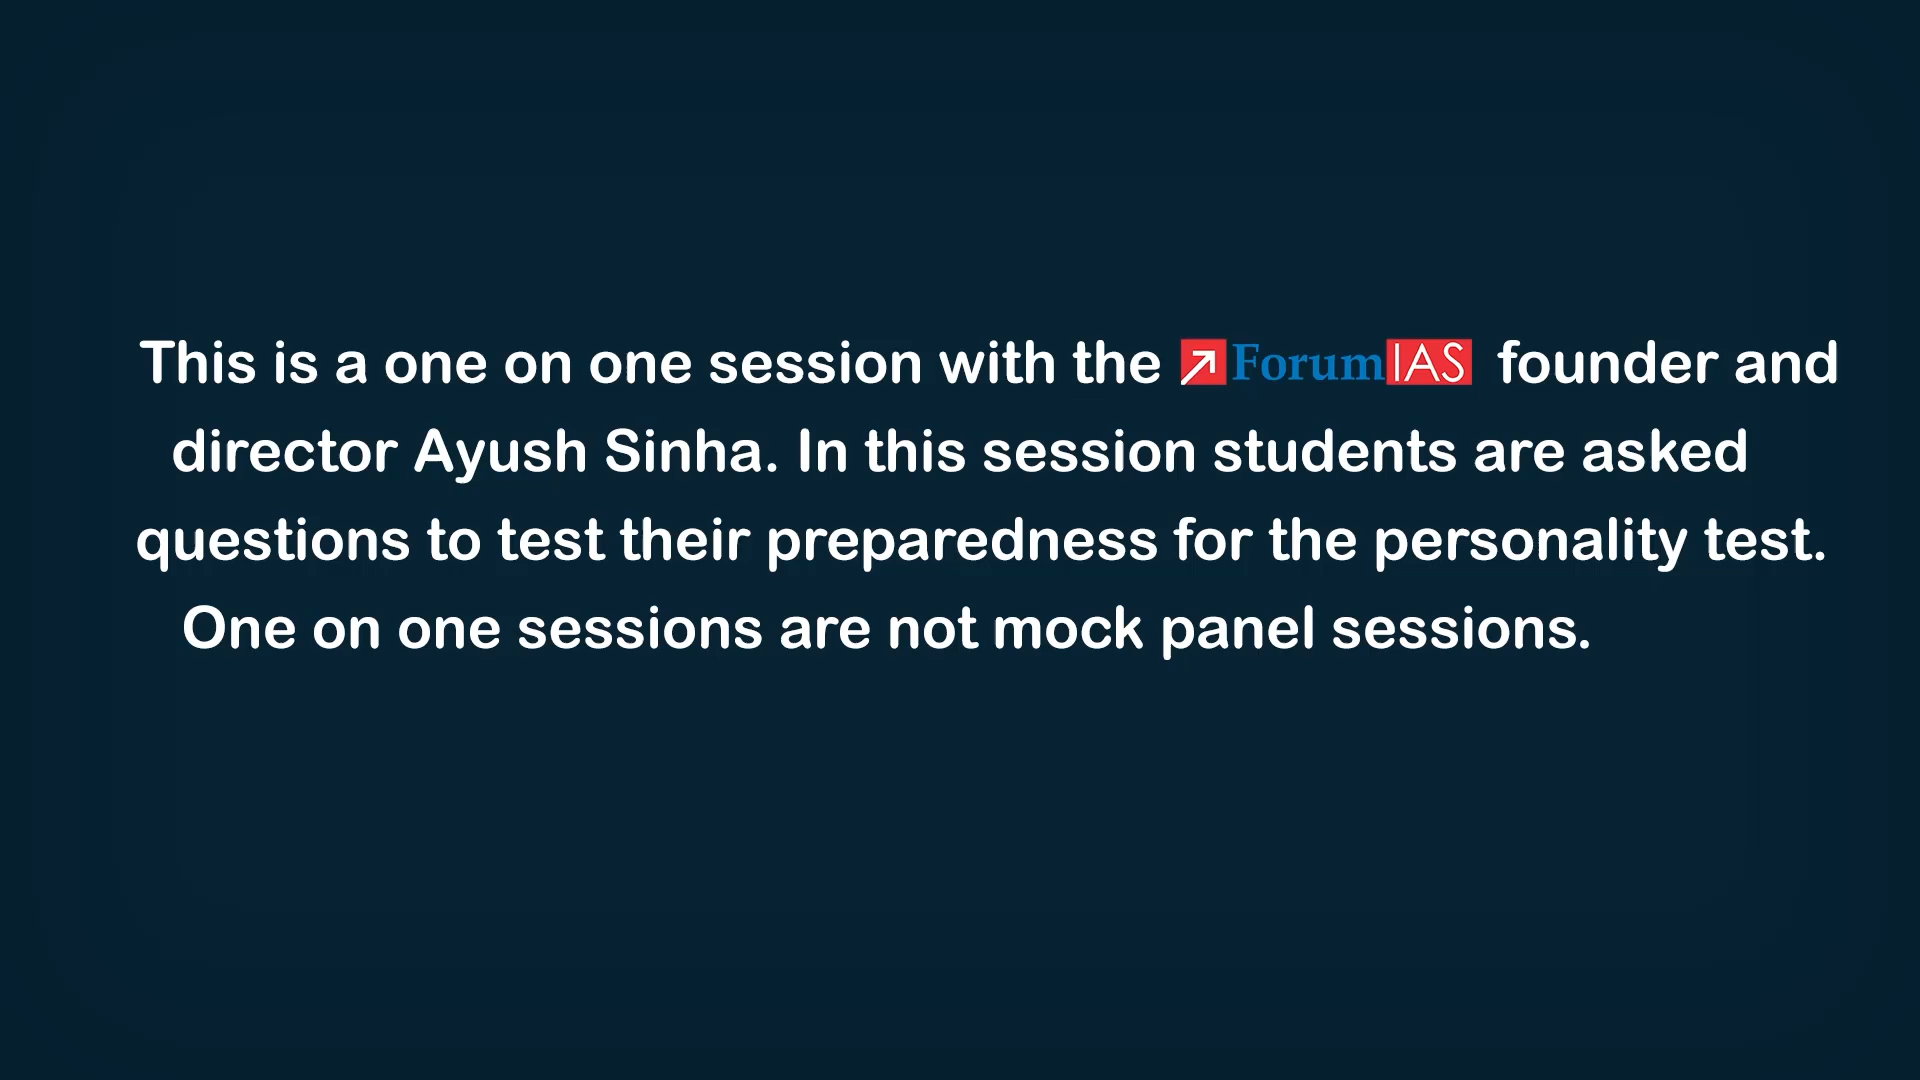 This is a one on one session with the ForumIAS founder and
director Ayush Sinha. In this session students are asked
questions to test their preparedness for the personality test.
One on one sessions are not mock panel sessions.